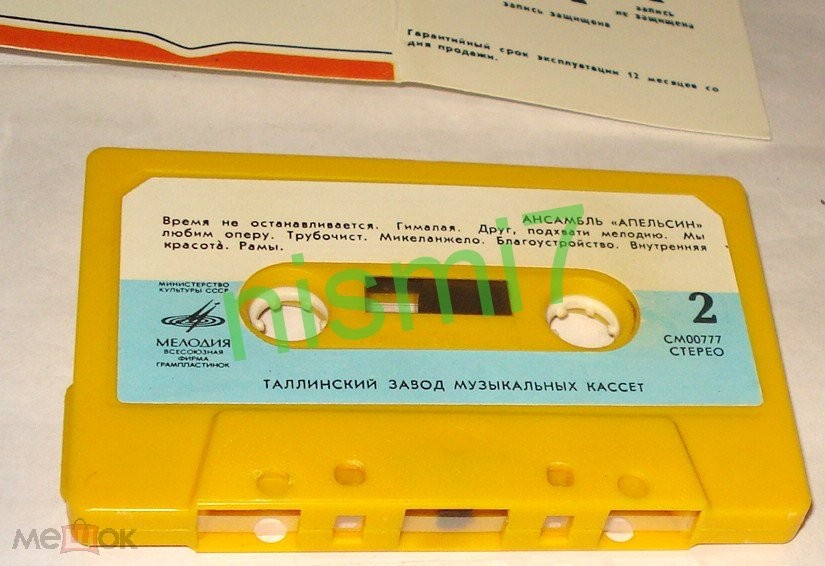 запись защищена
запись не защищена
Гарантийный срок эксплуатации 12 месяцев со
дня продажи.
АНСАМБЛЬ «АПЕЛЬСИН»
Время не останавливается. Гималая. Друг, подхвати мелодию. Мы
любим оперу. Трубочист. Микеланджело. Благоустройство. Внутренняя
красота̀. Рамы.
МИНИСТЕРСТВО
КУЛЬТУРЫ СССР
МЕЛОДИЯ
ВСЕСОЮЗНАЯ
ФИРМА
ГРАМПЛАСТИНОК
2
СМ00777
СТЕРЕО
ТАЛЛИНСКИЙ ЗАВОД МУЗЫКАЛЬНЫХ КАССЕТ
nismi7
мешок